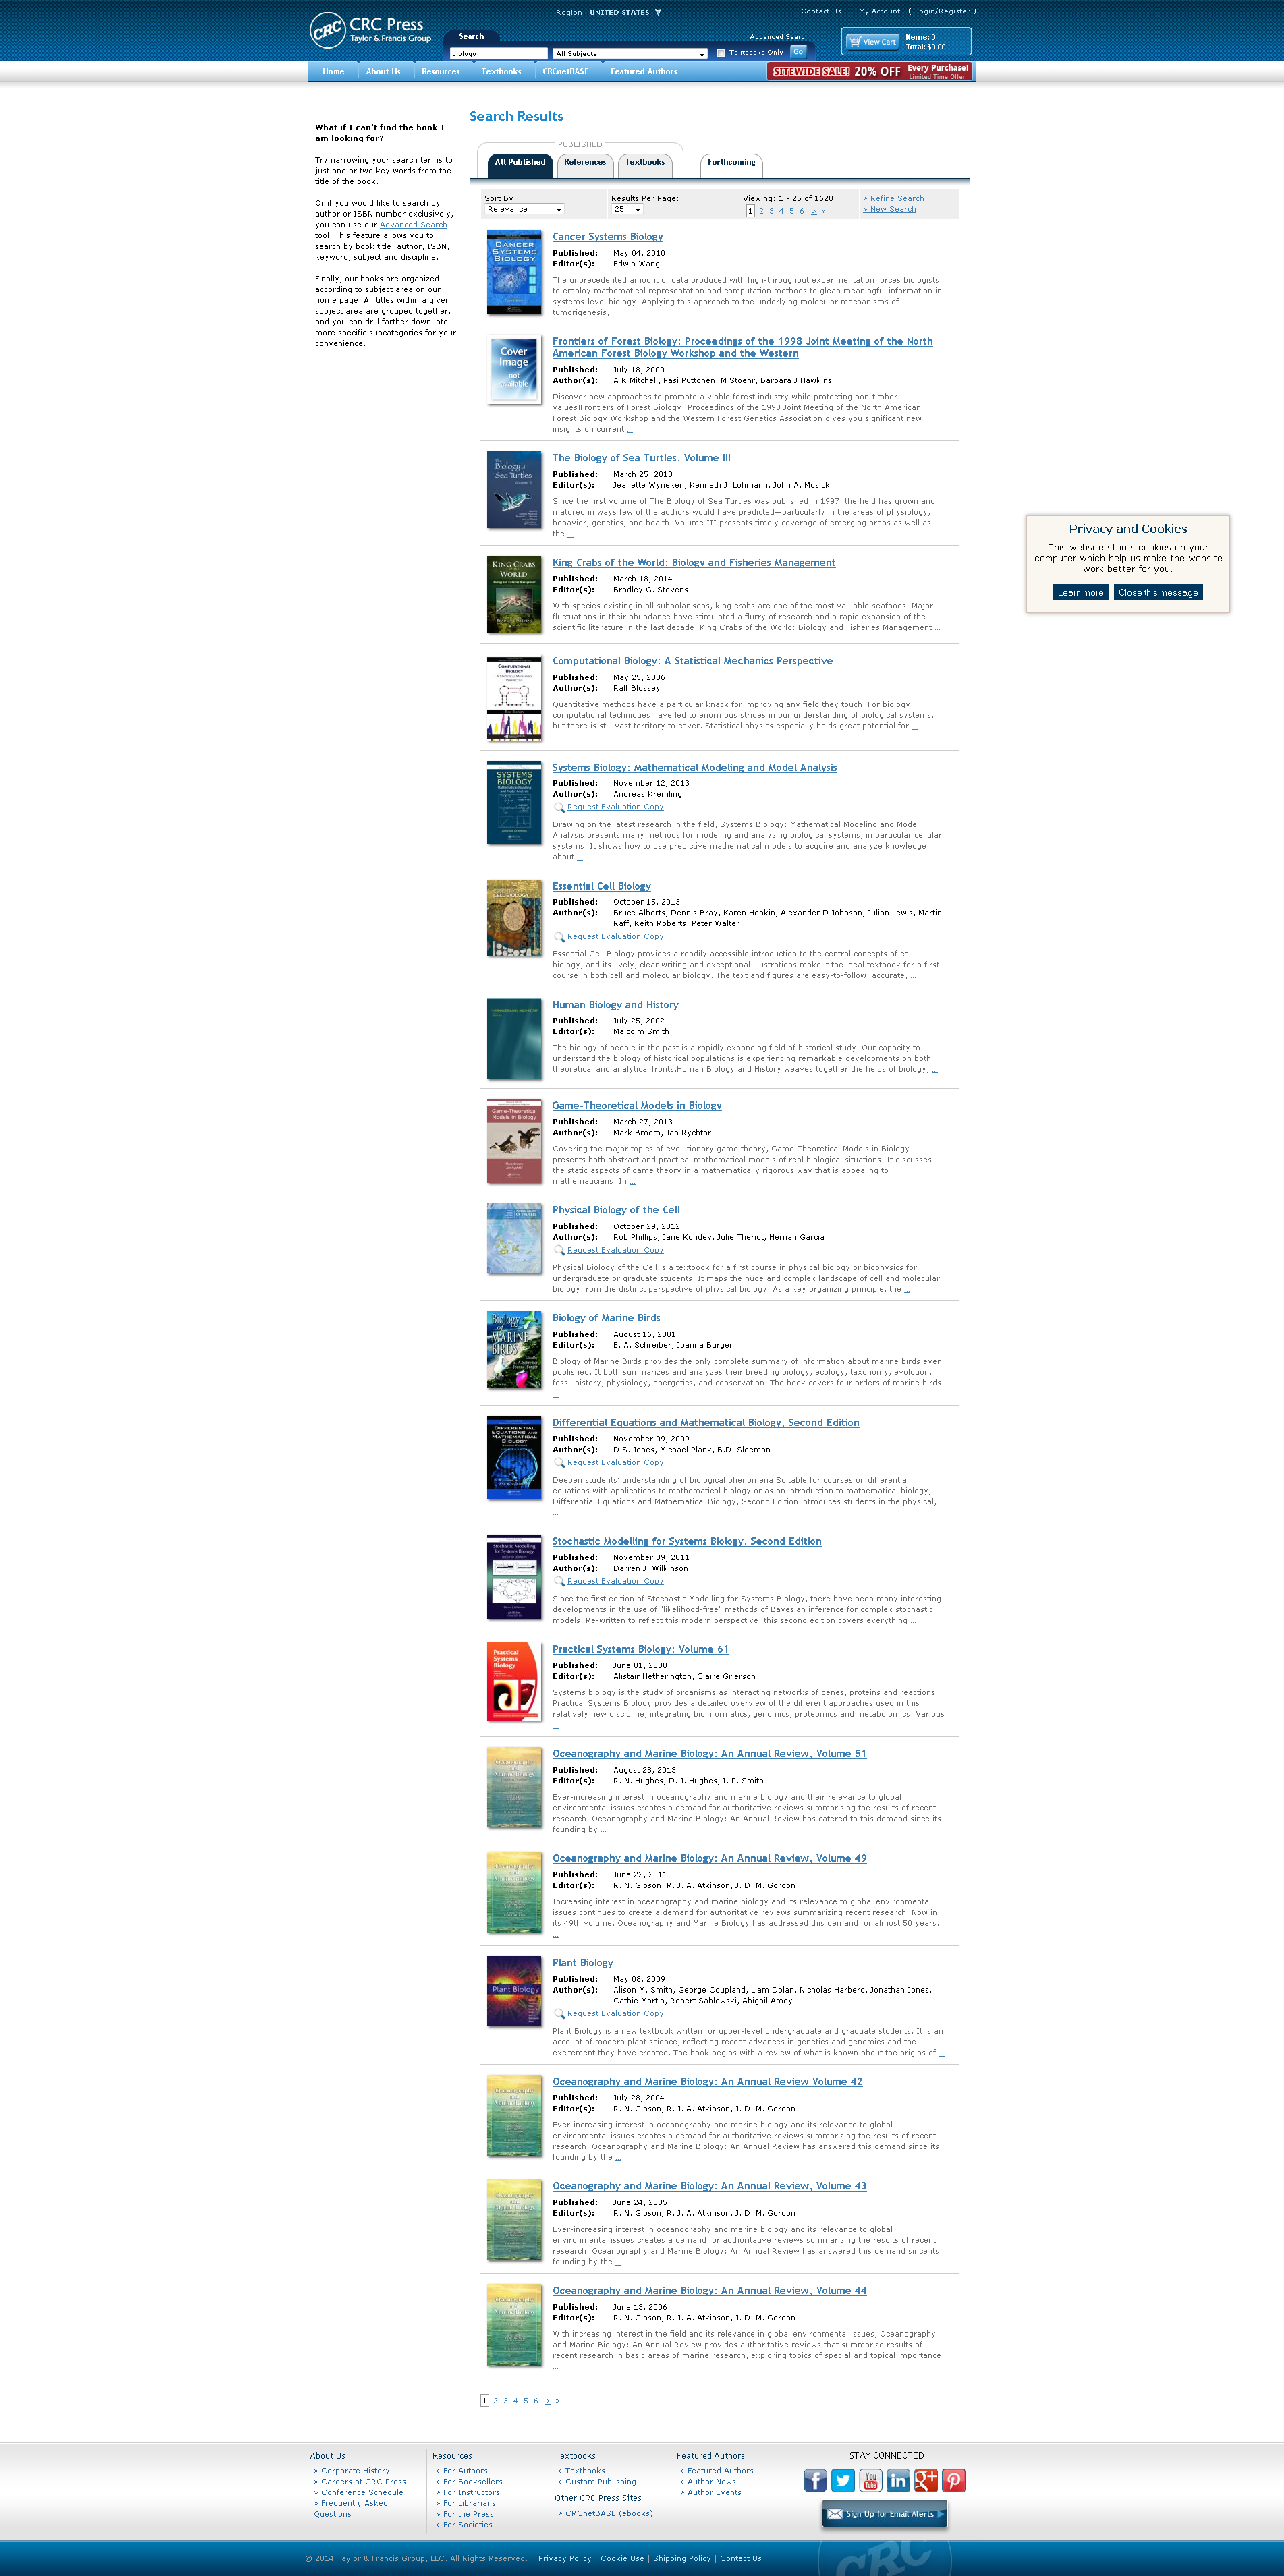 Region: UNITED STATES
Contact Us | My Account ( Login/Register )
CRC CRC Press
Taylor & Francis Group
Search
Advanced Search
biology
All Subjects
Textbooks Only
Go
View Cart
Items: 0
Total: $0.00
Home
About Us
Resources
Textbooks
CRCnetBASE
Featured Authors
SITEWIDE SALE! 20% OFF Every Purchase!
Limited Time Offer
What if I can't find the book I
am looking for?
Try narrowing your search terms to
just one or two key words from the
title of the book.
Or if you would like to search by
author or ISBN number exclusively,
you can use our Advanced Search
tool. This feature allows you to
search by book title, author, ISBN,
keyword, subject and discipline.
Finally, our books are organized
according to subject area on our
home page. All titles within a given
subject area are grouped together,
and you can drill farther down into
more specific subcategories for your
convenience.
Search Results
PUBLISHED
All Published
References
Textbooks
Forthcoming
Sort By:
Relevance
Results Per Page:
25
Viewing: 1 - 25 of 1628
1 2 3 4 5 6 > »
» Refine Search
» New Search
Cancer Systems Biology
Published: May 04, 2010
Editor(s): Edwin Wang
The unprecedented amount of data produced with high-throughput experimentation forces biologists
to employ mathematical representation and computation methods to glean meaningful information in
systems-level biology. Applying this approach to the underlying molecular mechanisms of
tumorigenesis, ...
Cover
Image
not
available
Frontiers of Forest Biology: Proceedings of the 1998 Joint Meeting of the North
American Forest Biology Workshop and the Western
Published: July 18, 2000
Author(s): A K Mitchell, Pasi Puttonen, M Stoehr, Barbara J Hawkins
Discover new approaches to promote a viable forest industry while protecting non-timber
values!Frontiers of Forest Biology: Proceedings of the 1998 Joint Meeting of the North American
Forest Biology Workshop and the Western Forest Genetics Association gives you significant new
insights on current ...
The Biology of Sea Turtles, Volume III
Published: March 25, 2013
Editor(s): Jeanette Wyneken, Kenneth J. Lohmann, John A. Musick
Since the first volume of The Biology of Sea Turtles was published in 1997, the field has grown and
matured in ways few of the authors would have predicted—particularly in the areas of physiology,
behavior, genetics, and health. Volume III presents timely coverage of emerging areas as well as
the ...
King Crabs of the World: Biology and Fisheries Management
Published: March 18, 2014
Editor(s): Bradley G. Stevens
With species existing in all subpolar seas, king crabs are one of the most valuable seafoods. Major
fluctuations in their abundance have stimulated a flurry of research and a rapid expansion of the
scientific literature in the last decade. King Crabs of the World: Biology and Fisheries Management ...
Privacy and Cookies
This website stores cookies on your
computer which help us make the website
work better for you.
Learn more
Close this message
Computational Biology: A Statistical Mechanics Perspective
Published: May 25, 2006
Author(s): Ralf Blossey
Quantitative methods have a particular knack for improving any field they touch. For biology,
computational techniques have led to enormous strides in our understanding of biological systems,
but there is still vast territory to cover. Statistical physics especially holds great potential for ...
Systems Biology: Mathematical Modeling and Model Analysis
Published: November 12, 2013
Author(s): Andreas Kremling
Request Evaluation Copy
Drawing on the latest research in the field, Systems Biology: Mathematical Modeling and Model
Analysis presents many methods for modeling and analyzing biological systems, in particular cellular
systems. It shows how to use predictive mathematical models to acquire and analyze knowledge
about ...
Essential Cell Biology
Published: October 15, 2013
Author(s): Bruce Alberts, Dennis Bray, Karen Hopkin, Alexander D Johnson, Julian Lewis, Martin
Raff, Keith Roberts, Peter Walter
Request Evaluation Copy
Essential Cell Biology provides a readily accessible introduction to the central concepts of cell
biology, and its lively, clear writing and exceptional illustrations make it the ideal textbook for a first
course in both cell and molecular biology. The text and figures are easy-to-follow, accurate, ...
Human Biology and History
Published: July 25, 2002
Editor(s): Malcolm Smith
The biology of people in the past is a rapidly expanding field of historical study. Our capacity to
understand the biology of historical populations is experiencing remarkable developments on both
theoretical and analytical fronts.Human Biology and History weaves together the fields of biology, ...
Game-Theoretical Models in Biology
Published: March 27, 2013
Author(s): Mark Broom, Jan Rychtar
Covering the major topics of evolutionary game theory, Game-Theoretical Models in Biology
presents both abstract and practical mathematical models of real biological situations. It discusses
the static aspects of game theory in a mathematically rigorous way that is appealing to
mathematicians. In ...
Physical Biology of the Cell
Published: October 29, 2012
Author(s): Rob Phillips, Jane Kondev, Julie Theriot, Hernan Garcia
Request Evaluation Copy
Physical Biology of the Cell is a textbook for a first course in physical biology or biophysics for
undergraduate or graduate students. It maps the huge and complex landscape of cell and molecular
biology from the distinct perspective of physical biology. As a key organizing principle, the ...
Biology of Marine Birds
Published: August 16, 2001
Editor(s): E. A. Schreiber, Joanna Burger
Biology of Marine Birds provides the only complete summary of information about marine birds ever
published. It both summarizes and analyzes their breeding biology, ecology, taxonomy, evolution,
fossil history, physiology, energetics, and conservation. The book covers four orders of marine birds:
...
Differential Equations and Mathematical Biology, Second Edition
Published: November 09, 2009
Author(s): D.S. Jones, Michael Plank, B.D. Sleeman
Request Evaluation Copy
Deepen students' understanding of biological phenomena Suitable for courses on differential
equations with applications to mathematical biology or as an introduction to mathematical biology,
Differential Equations and Mathematical Biology, Second Edition introduces students in the physical,
...
Stochastic Modelling for Systems Biology, Second Edition
Published: November 09, 2011
Author(s): Darren J. Wilkinson
Request Evaluation Copy
Since the first edition of Stochastic Modelling for Systems Biology, there have been many interesting
developments in the use of "likelihood-free" methods of Bayesian inference for complex stochastic
models. Re-written to reflect this modern perspective, this second edition covers everything ...
Practical Systems Biology: Volume 61
Published: June 01, 2008
Editor(s): Alistair Hetherington, Claire Grierson
Systems biology is the study of organisms as interacting networks of genes, proteins and reactions.
Practical Systems Biology provides a detailed overview of the different approaches used in this
relatively new discipline, integrating bioinformatics, genomics, proteomics and metabolomics. Various
...
Oceanography and Marine Biology: An Annual Review, Volume 51
Published: August 28, 2013
Editor(s): R. N. Hughes, D. J. Hughes, I. P. Smith
Ever-increasing interest in oceanography and marine biology and their relevance to global
environmental issues creates a demand for authoritative reviews summarising the results of recent
research. Oceanography and Marine Biology: An Annual Review has catered to this demand since its
founding by ...
Oceanography and Marine Biology: An Annual Review, Volume 49
Published: June 22, 2011
Editor(s): R. N. Gibson, R. J. A. Atkinson, J. D. M. Gordon
Increasing interest in oceanography and marine biology and its relevance to global environmental
issues continues to create a demand for authoritative reviews summarizing recent research. Now in
its 49th volume, Oceanography and Marine Biology has addressed this demand for almost 50 years.
...
Plant Biology
Published: May 08, 2009
Author(s): Alison M. Smith, George Coupland, Liam Dolan, Nicholas Harberd, Jonathan Jones,
Cathie Martin, Robert Sablowski, Abigail Amey
Request Evaluation Copy
Plant Biology is a new textbook written for upper-level undergraduate and graduate students. It is an
account of modern plant science, reflecting recent advances in genetics and genomics and the
excitement they have created. The book begins with a review of what is known about the origins of ...
Oceanography and Marine Biology: An Annual Review Volume 42
Published: July 28, 2004
Editor(s): R. N. Gibson, R. J. A. Atkinson, J. D. M. Gordon
Ever-increasing interest in oceanography and marine biology and its relevance to global
environmental issues creates a demand for authoritative reviews summarizing the results of recent
research. Oceanography and Marine Biology: An Annual Review has answered this demand since its
founding by the ...
Oceanography and Marine Biology: An Annual Review, Volume 43
Published: June 24, 2005
Editor(s): R. N. Gibson, R. J. A. Atkinson, J. D. M. Gordon
Ever-increasing interest in oceanography and marine biology and its relevance to global
environmental issues creates a demand for authoritative reviews summarizing the results of recent
research. Oceanography and Marine Biology: An Annual Review has answered this demand since its
founding by the ...
Oceanography and Marine Biology: An Annual Review, Volume 44
Published: June 13, 2006
Editor(s): R. N. Gibson, R. J. A. Atkinson, J. D. M. Gordon
With increasing interest in the field and its relevance in global environmental issues, Oceanography
and Marine Biology: An Annual Review provides authoritative reviews that summarize results of
recent research in basic areas of marine research, exploring topics of special and topical importance
...
1 2 3 4 5 6 > »
About Us
» Corporate History
» Careers at CRC Press
» Conference Schedule
» Frequently Asked
Questions
Resources
» For Authors
» For Booksellers
» For Instructors
» For Librarians
» For the Press
» For Societies
Textbooks
» Textbooks
» Custom Publishing
Other CRC Press Sites
» CRCnetBASE (ebooks)
Featured Authors
» Featured Authors
» Author News
» Author Events
STAY CONNECTED
Sign Up for Email Alerts
© 2014 Taylor & Francis Group, LLC. All Rights Reserved. Privacy Policy | Cookie Use | Shipping Policy | Contact Us
CRC